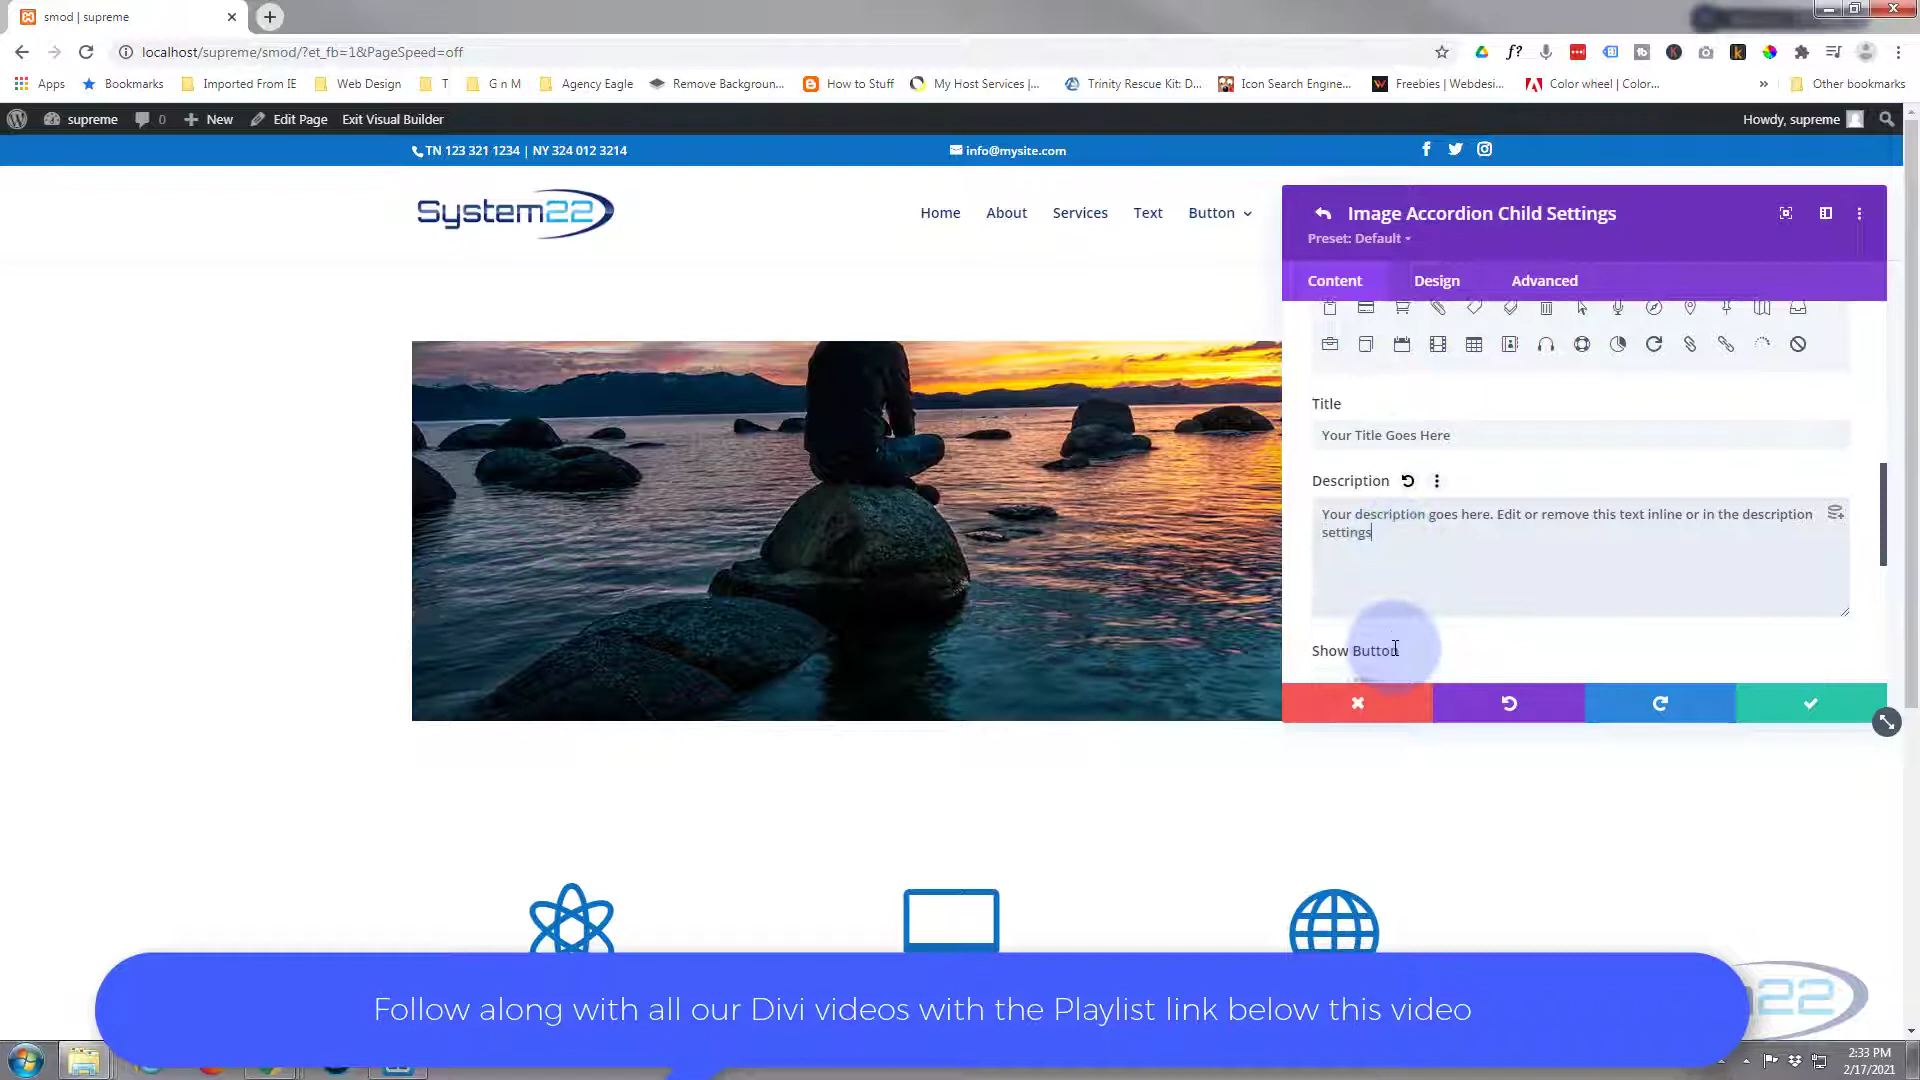 smod | supreme
localhost/supreme/smod/?et_fb=1&PageSpeed=off
f?
Apps
Bookmarks
Imported From IE
Web Design
T
G n M
Agency Eagle
Remove Backgroun...
How to Stuff
My Host Services |...
Trinity Rescue Kit: D...
Icon Search Engine...
Freebies | Webdesi...
Color wheel | Color...
»
Other bookmarks
supreme
0
New
Edit Page
Exit Visual Builder
Howdy, supreme
TN 123 321 1234 | NY 324 012 3214
info@mysite.com
System22
Home
About
Services
Text
Button
Image Accordion Child Settings
Preset: Default
Content
Design
Advanced
Title
Your Title Goes Here
Description
Your description goes here. Edit or remove this text inline or in the description
settings
Show Button
Follow along with all our Divi videos with the Playlist link below this video
22
2:33 PM
2/17/2021